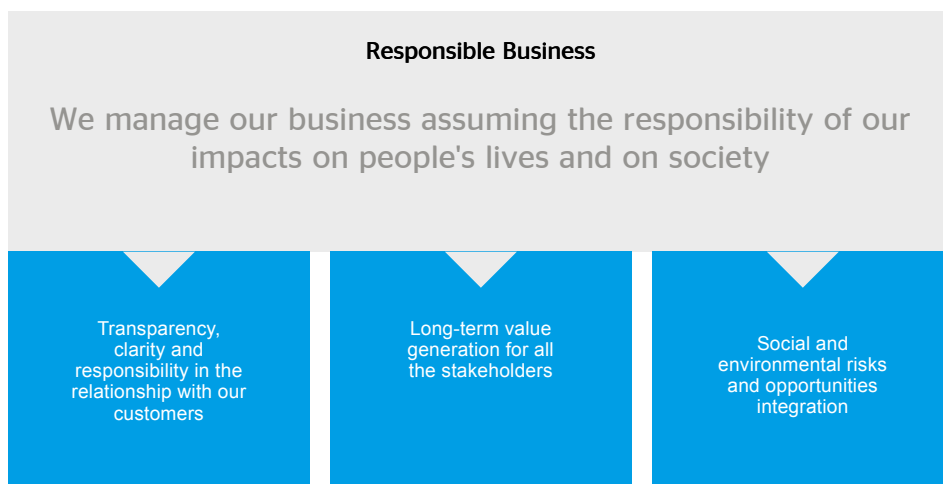 Responsible Business
We manage our business assuming the responsibility of our
impacts on people's lives and on society
Transparency,
clarity and
responsibility in the
relationship with our
customers
Long-term value
generation for all
the stakeholders
Social and
environmental risks
and opportunities
integration